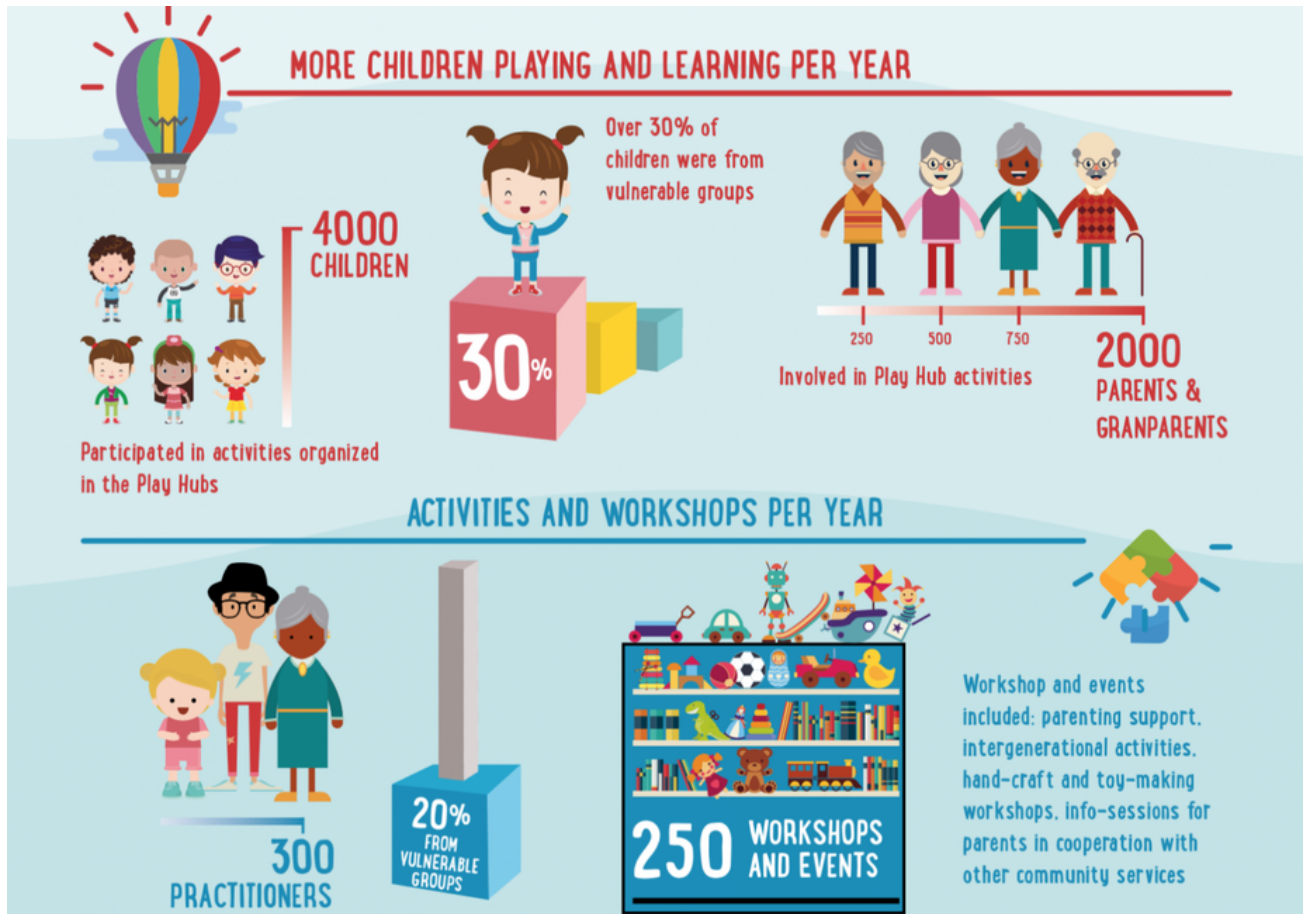 MORE CHILDREN PLAYING AND LEARNING PER YEAR
4000
CHILDREN
Participated in activities organized
in the Play Hubs
Over 30% of
children were from
vulnerable groups
30%
250
500
750
2000
PARENTS &
GRANPARENTS
Involved in Play Hub activities
ACTIVITIES AND WORKSHOPS PER YEAR
300
PRACTITIONERS
20%
FROM
VULNERABLE
GROUPS
250 WORKSHOPS
AND EVENTS
Workshop and events
included: parenting support,
intergenerational activities,
hand-craft and toy-making
workshops, info-sessions for
parents in cooperation with
other community services